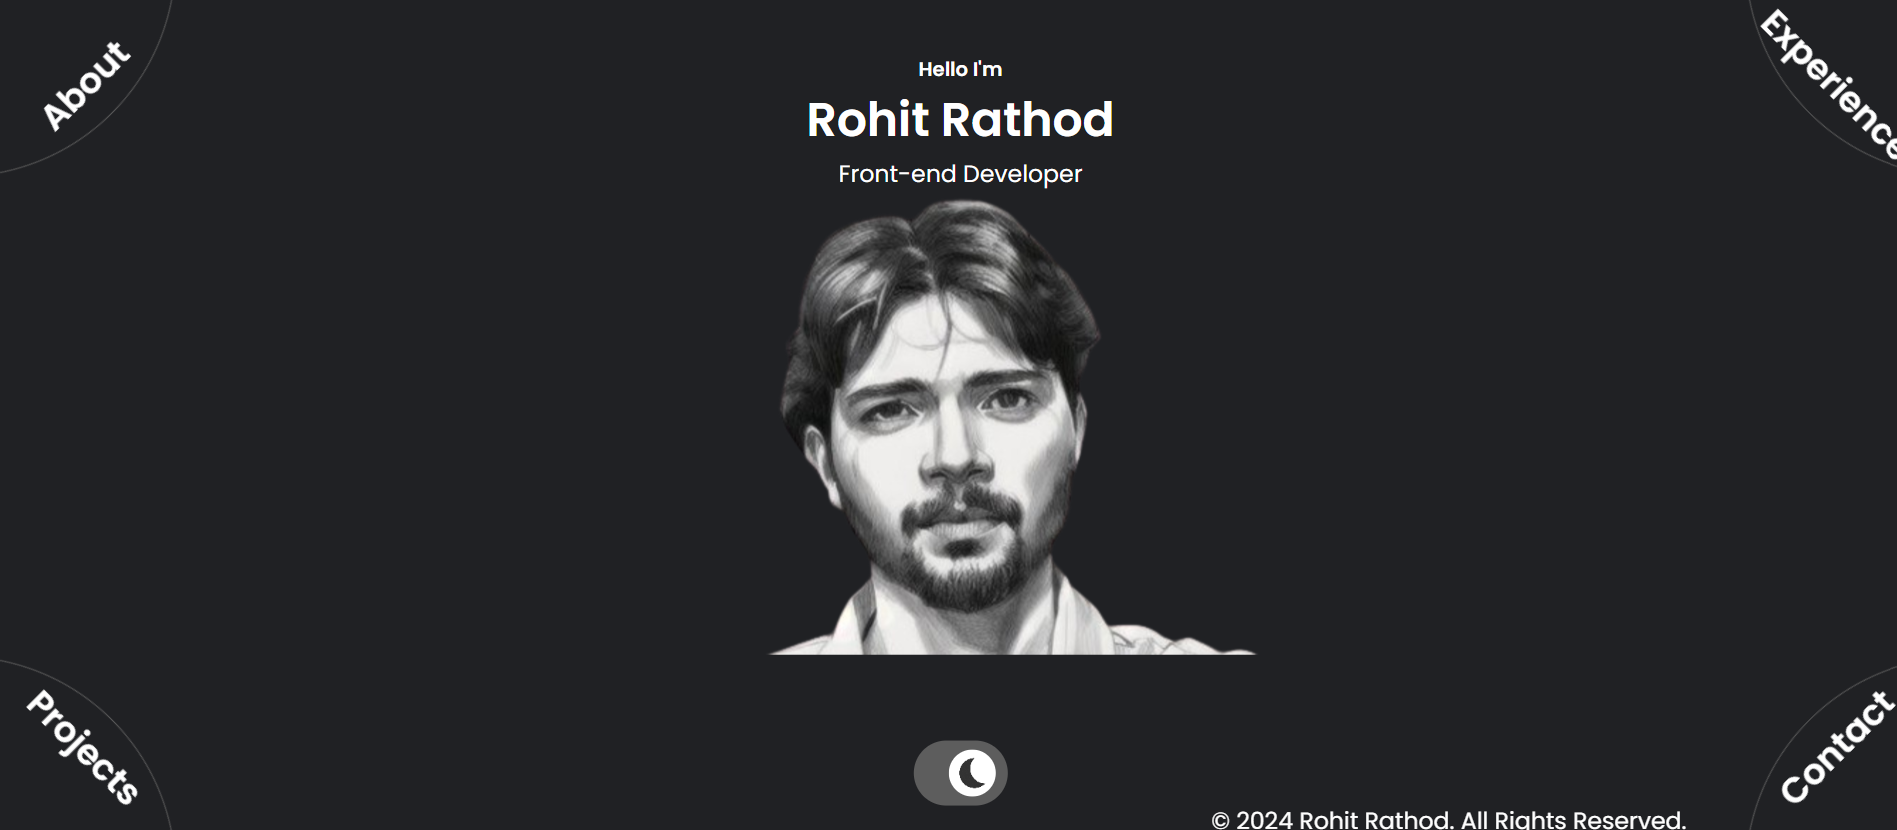 About
Experience
Hello I'm
Rohit Rathod
Front-end Developer
Projects
Contact
© 2024 Rohit Rathod. All Rights Reserved.